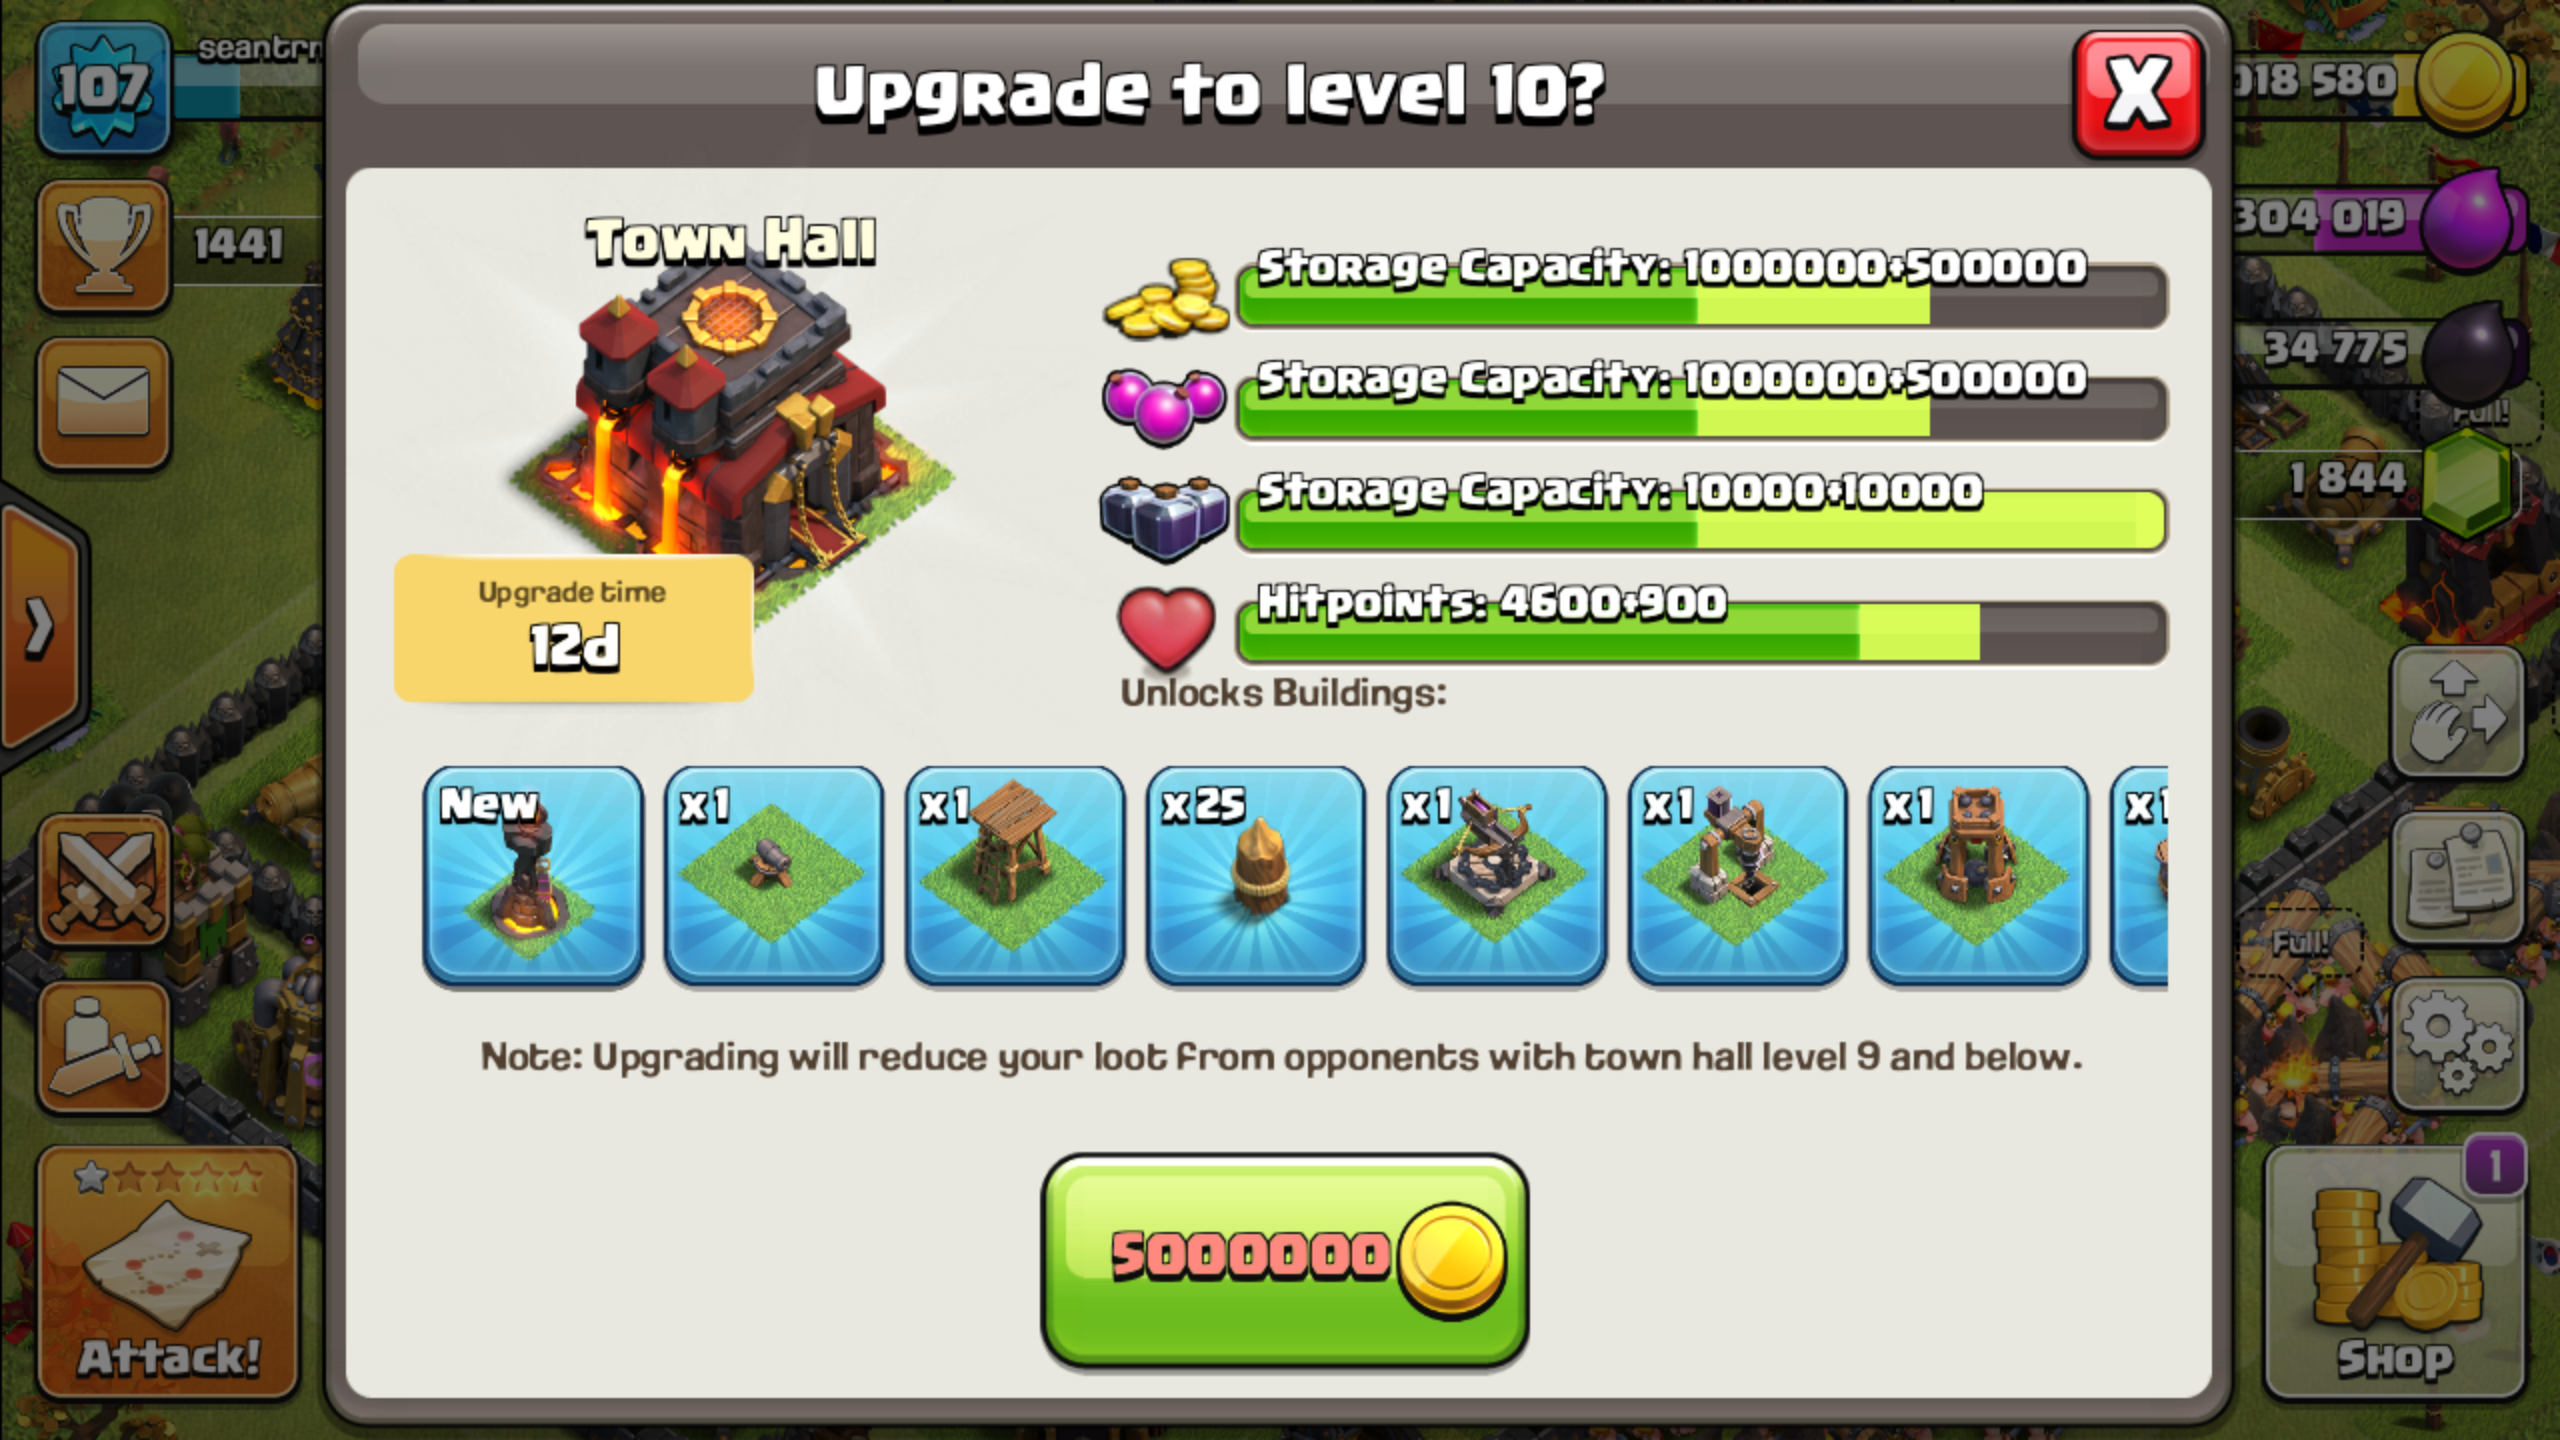 Upgrade to level 10?
X
107
1441
018 580
304 019
34 775
Full!
1 844
Town Hall
Upgrade time
12d
Storage Capacity: 1000000+500000
Storage Capacity: 1000000+500000
Storage Capacity: 10000+10000
Hitpoints: 4600+900
Unlocks Buildings:
New
x1
x1
x25
x1
x1
x1
x1
Full!
Note: Upgrading will reduce your loot from opponents with town hall level 9 and below.
5000000
Attack!
1
Shop